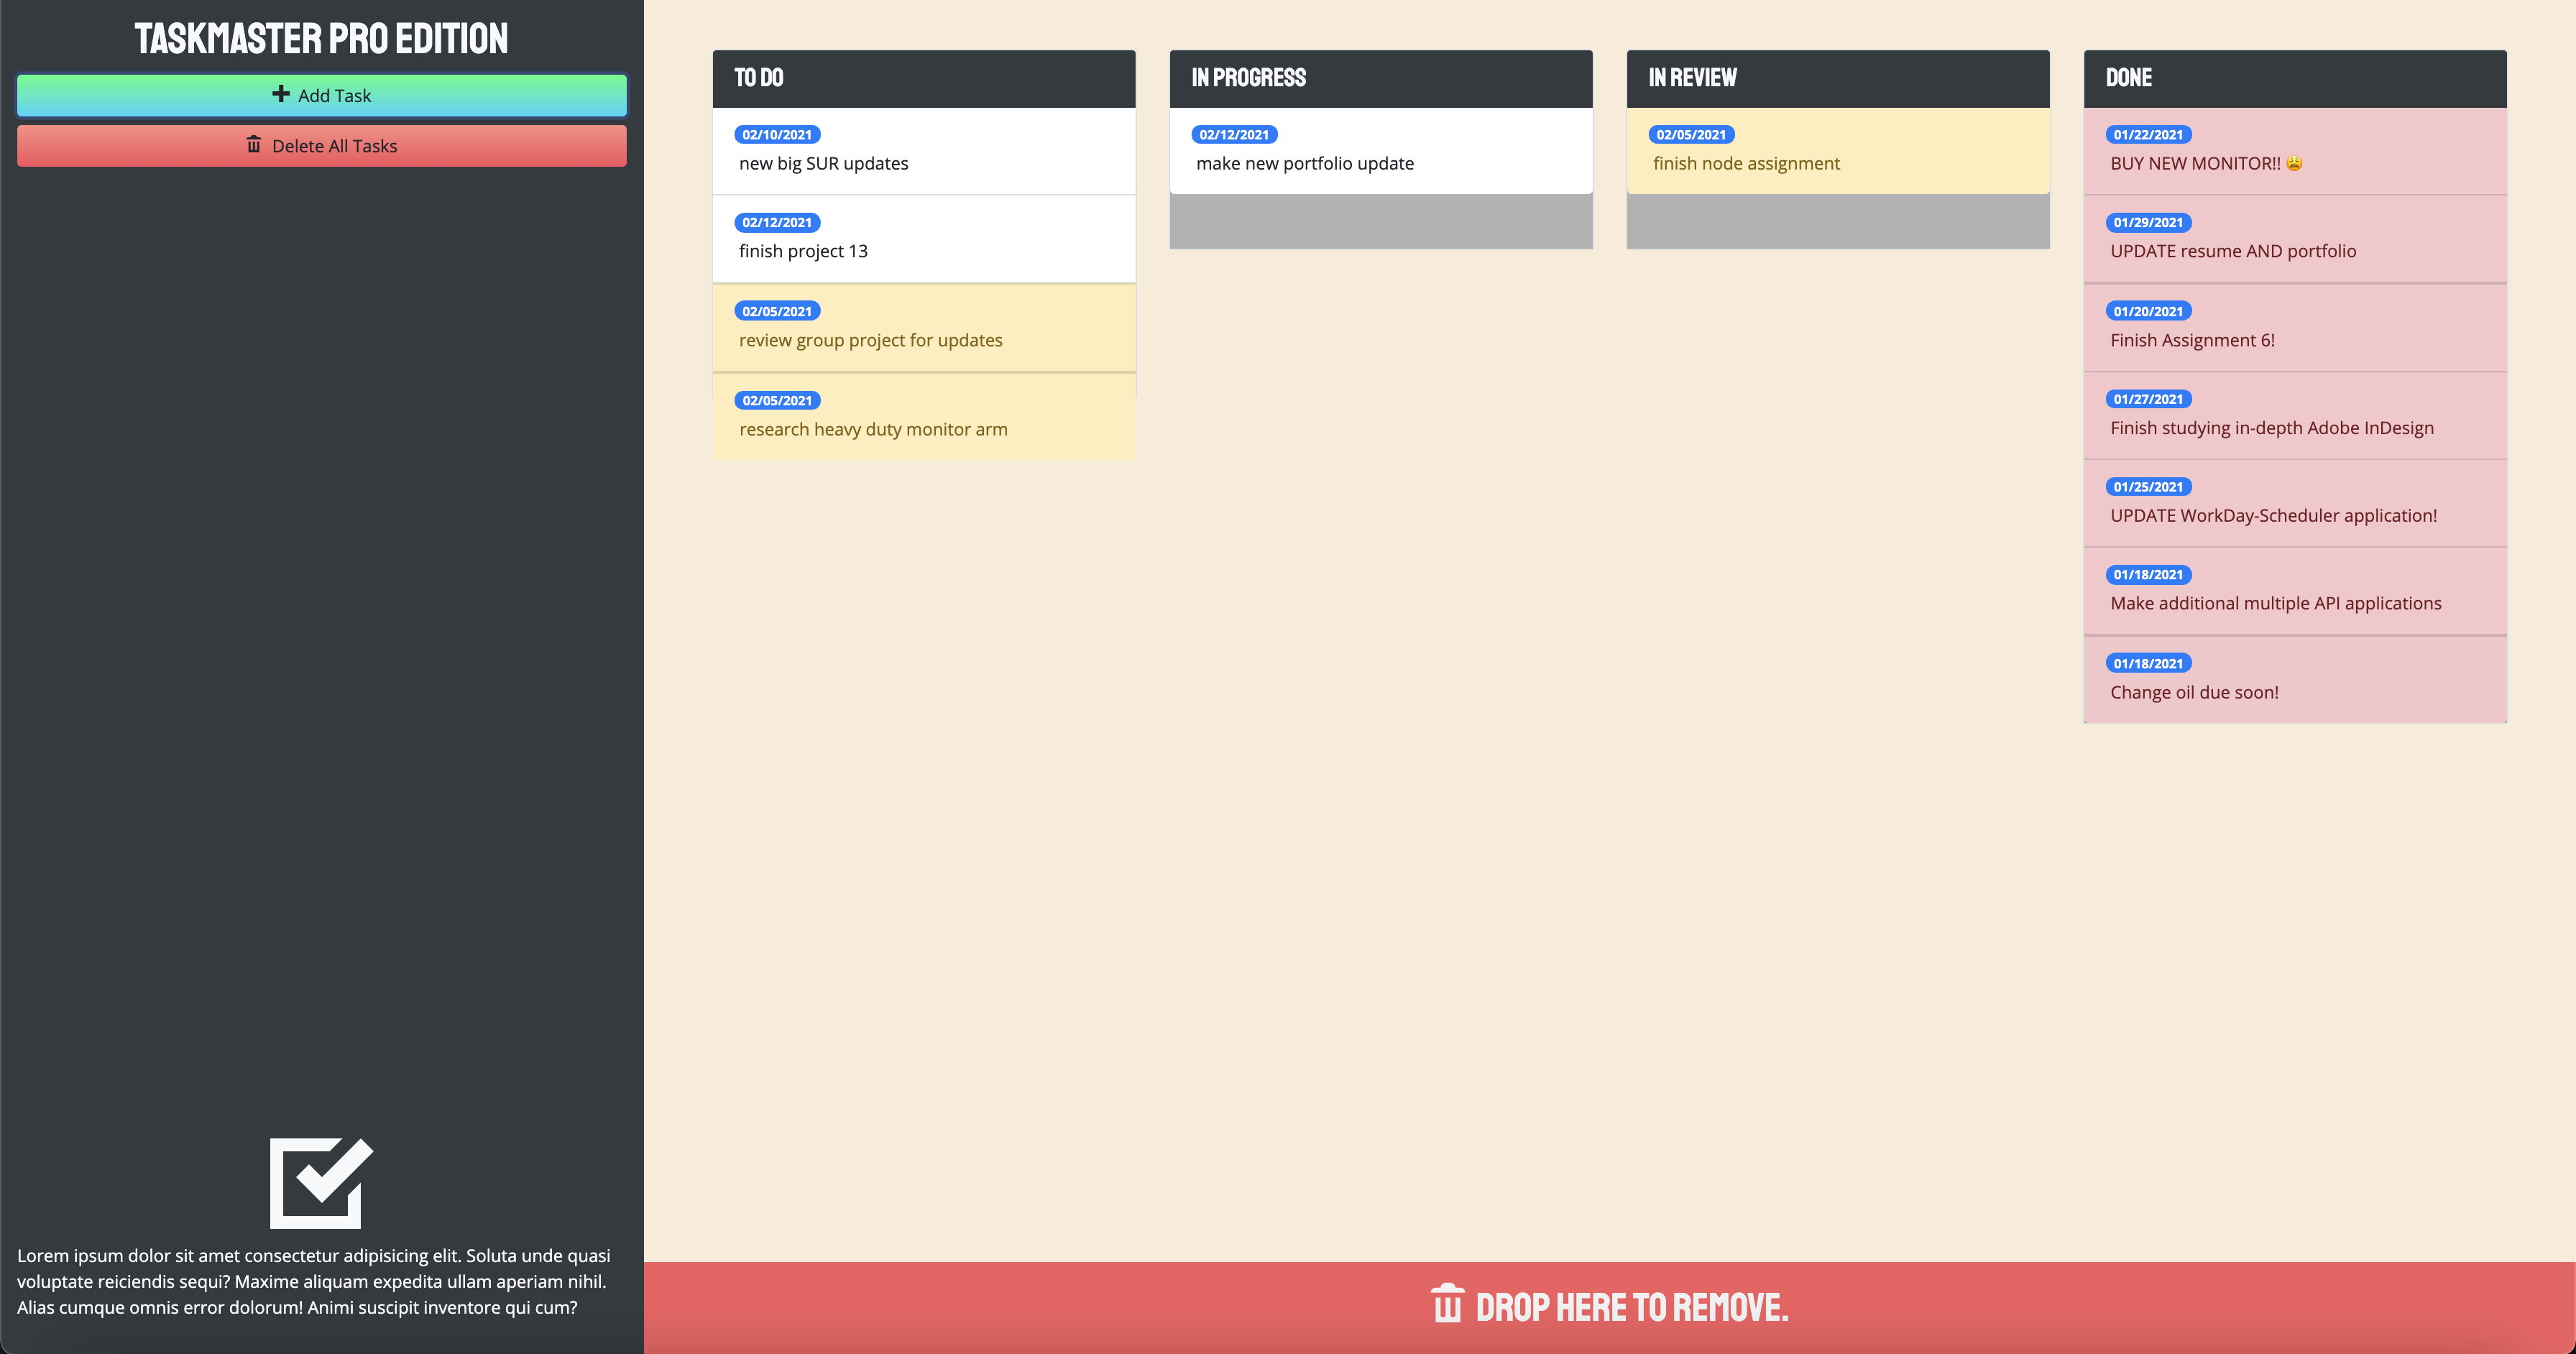 TASKMASTER PRO EDITION
Add Task
Delete All Tasks
Lorem ipsum dolor sit amet consectetur adipisicing elit. Soluta unde quasi
voluptate reiciendis sequi? Maxime aliquam expedita ullam aperiam nihil.
Alias cumque omnis error dolorum! Animi suscipit inventore qui cum?
TO DO
02/10/2021
new big SUR updates
02/12/2021
finish project 13
02/05/2021
review group project for updates
02/05/2021
research heavy duty monitor arm
IN PROGRESS
02/12/2021
make new portfolio update
IN REVIEW
02/05/2021
finish node assignment
DONE
01/22/2021
BUY NEW MONITOR!! 😩
01/29/2021
UPDATE resume AND portfolio
01/20/2021
Finish Assignment 6!
01/27/2021
Finish studying in-depth Adobe InDesign
01/25/2021
UPDATE WorkDay-Scheduler application!
01/18/2021
Make additional multiple API applications
01/18/2021
Change oil due soon!
DROP HERE TO REMOVE.